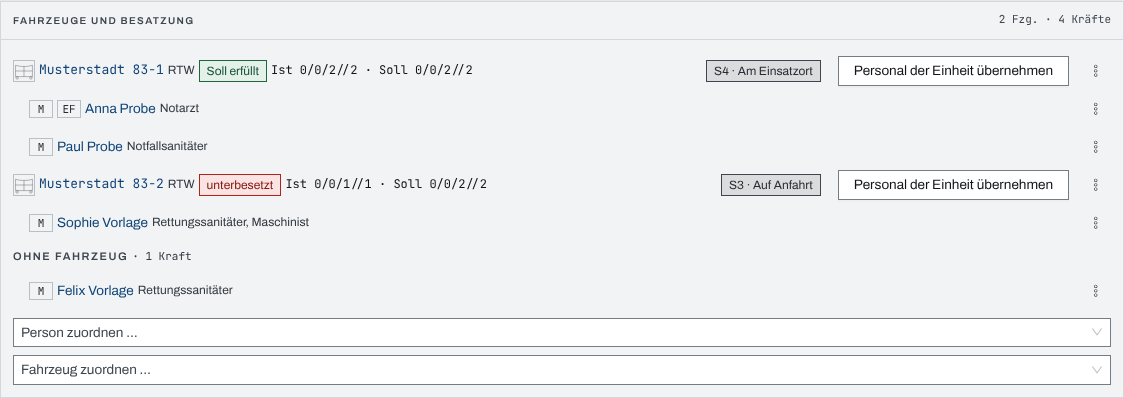 FAHRZEUGE UND BESATZUNG 2 Fzg. · 4 Kräfte
Musterstadt 83-1 RTW Soll erfüllt Ist 0/0/2//2 · Soll 0/0/2//2 S4 · Am Einsatzort Personal der Einheit übernehmen
M EF Anna Probe Notarzt
M Paul Probe Notfallsanitäter
Musterstadt 83-2 RTW unterbesetzt Ist 0/0/1//1 · Soll 0/0/2//2 S3 · Auf Anfahrt Personal der Einheit übernehmen
M Sophie Vorlage Rettungssanitäter, Maschinist
OHNE FAHRZEUG · 1 Kraft
M Felix Vorlage Rettungssanitäter
Person zuordnen ...
Fahrzeug zuordnen ...